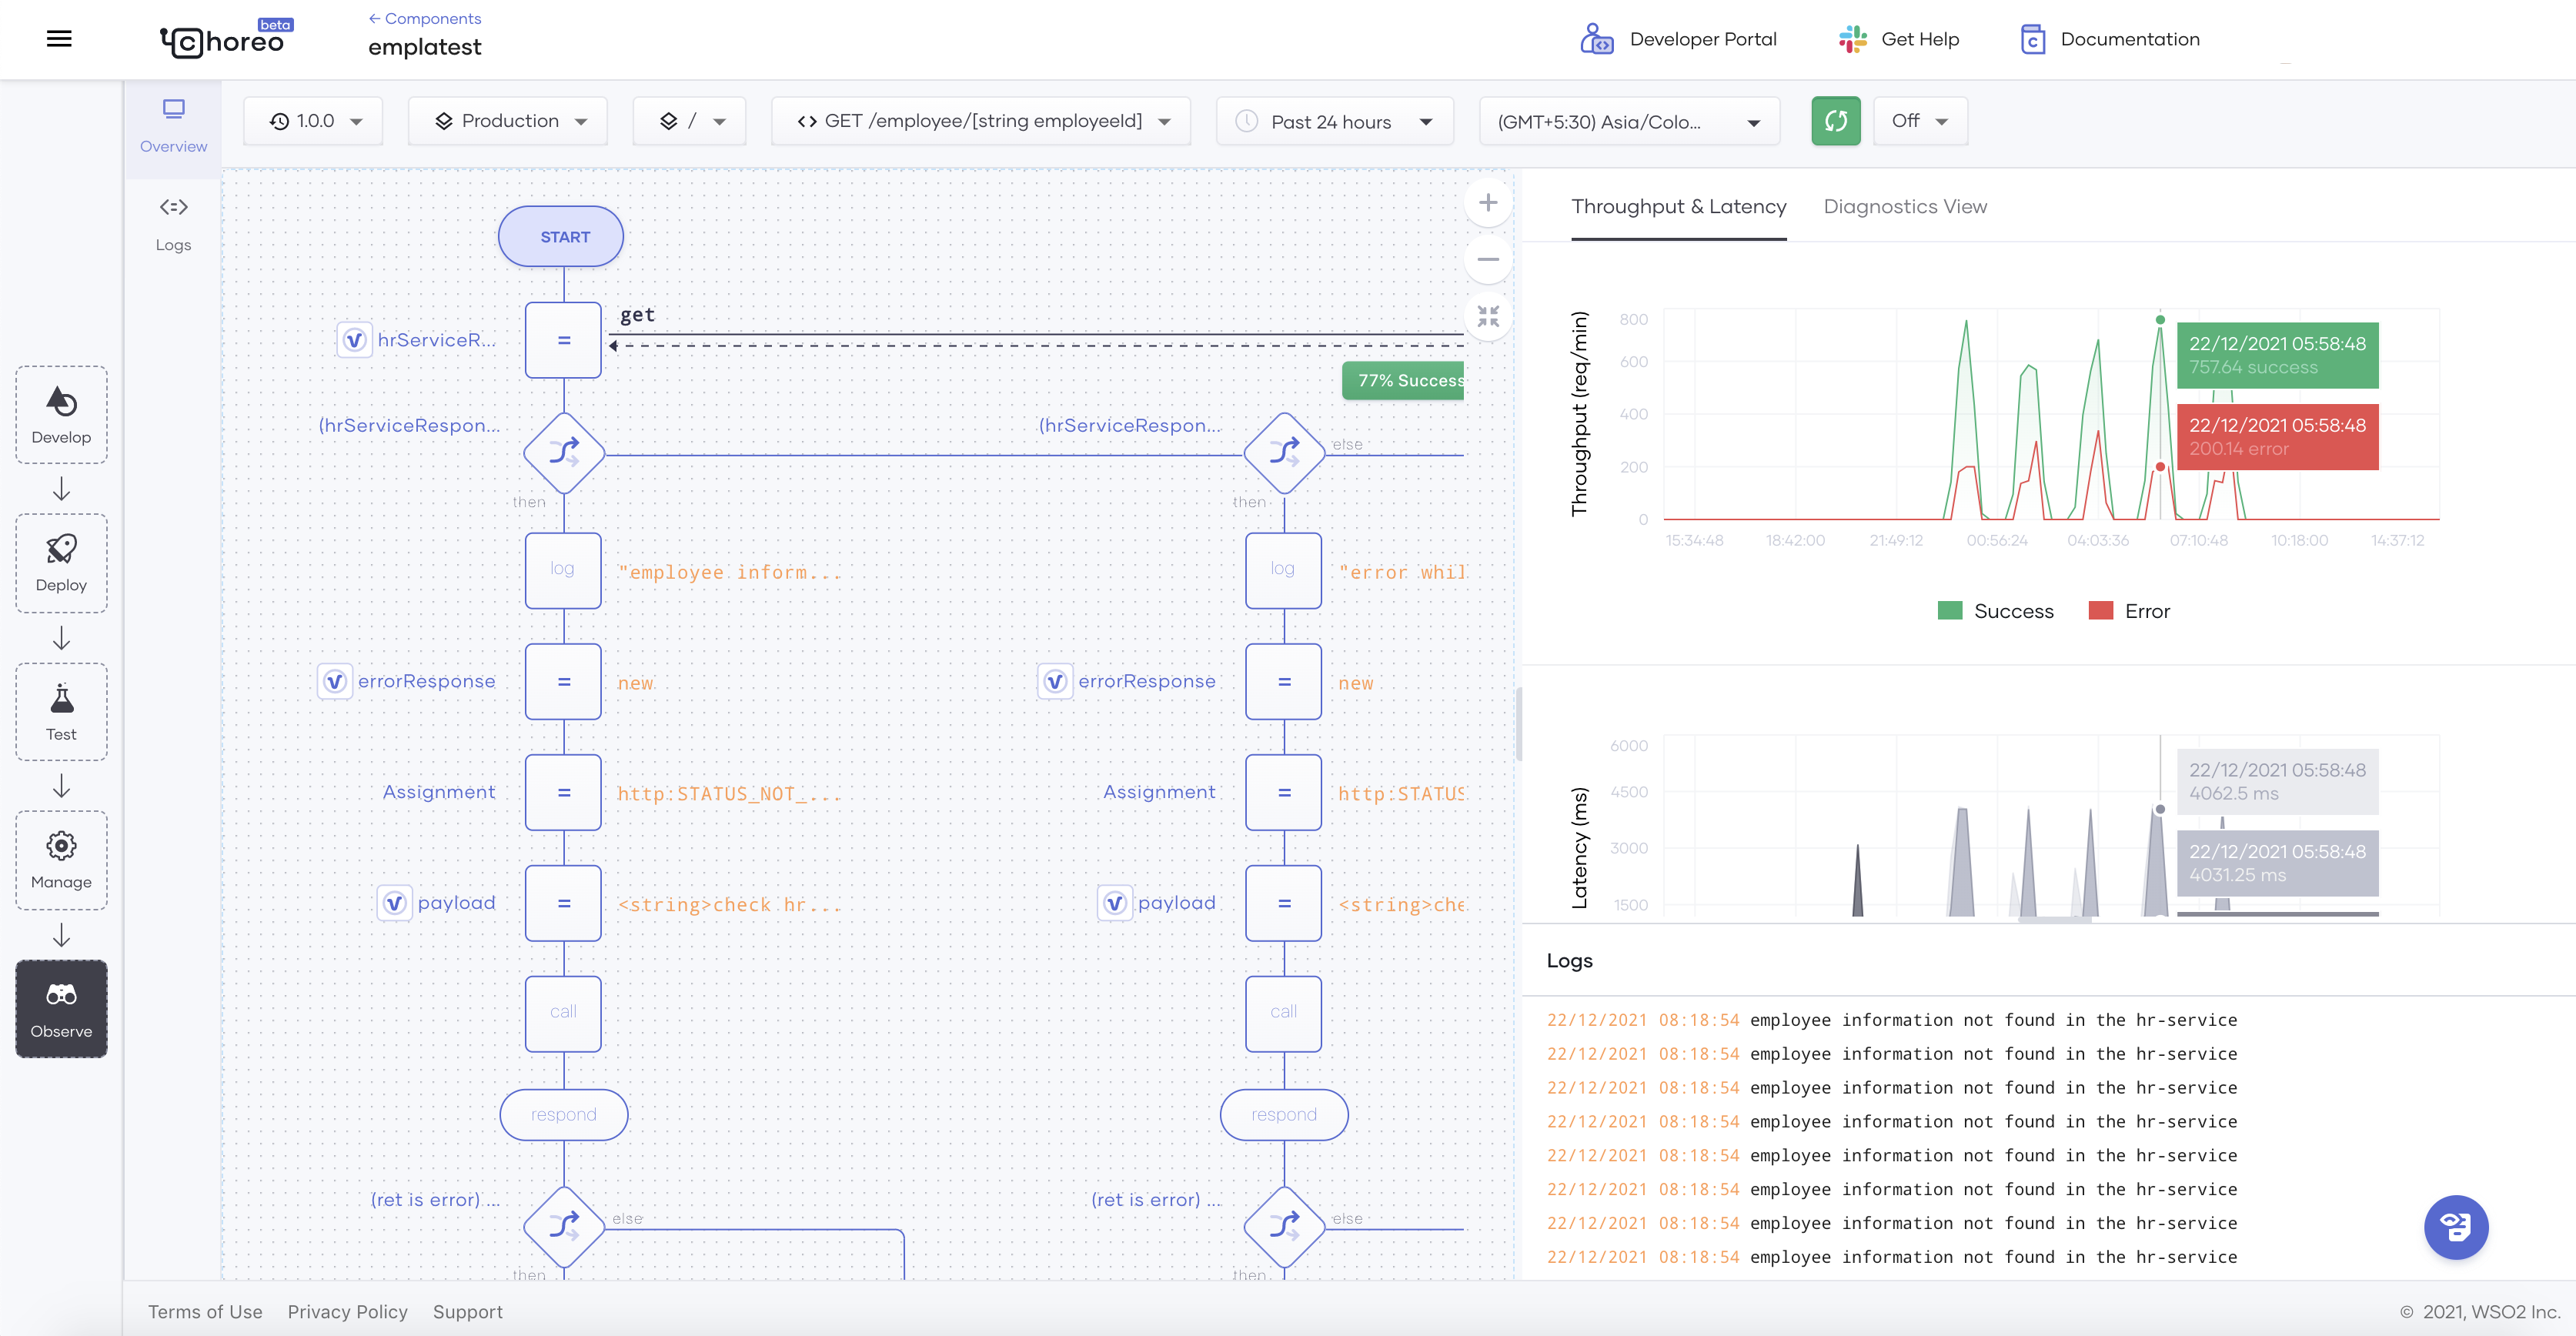 beta
Choreo
← Components
emplatest
Developer Portal
Get Help
Documentation
Overview
Logs
Develop
Deploy
Test
Manage
Observe
1.0.0
Production
/
GET /employee/[string employeeId]
Past 24 hours
(GMT+5:30) Asia/Colo...
Off
START
get
=
hrServiceR...
77% Success
(hrServiceRespon...
then
(hrServiceRespon...
else
then
log
"employee inform...
log
"error whil
errorResponse
=
new
errorResponse
=
new
Assignment
=
http:STATUS_NOT_...
Assignment
=
http:STATUS
payload
=
<string>check hr...
payload
=
<string>che
call
call
respond
respond
(ret is error) ...
else
then
(ret is error) ...
else
then
Throughput & Latency
Diagnostics View
Throughput (req/min)
800
600
400
200
0
22/12/2021 05:58:48
757.64 success
22/12/2021 05:58:48
200.14 error
15:34:48 18:42:00 21:49:12 00:56:24 04:03:36 07:10:48 10:18:00 14:37:12
Success Error
Latency (ms)
6000
4500
3000
1500
22/12/2021 05:58:48
4062.5 ms
22/12/2021 05:58:48
4031.25 ms
Logs
22/12/2021 08:18:54 employee information not found in the hr-service
22/12/2021 08:18:54 employee information not found in the hr-service
22/12/2021 08:18:54 employee information not found in the hr-service
22/12/2021 08:18:54 employee information not found in the hr-service
22/12/2021 08:18:54 employee information not found in the hr-service
22/12/2021 08:18:54 employee information not found in the hr-service
22/12/2021 08:18:54 employee information not found in the hr-service
22/12/2021 08:18:54 employee information not found in the hr-service
Terms of Use Privacy Policy Support
© 2021, WSO2 Inc.